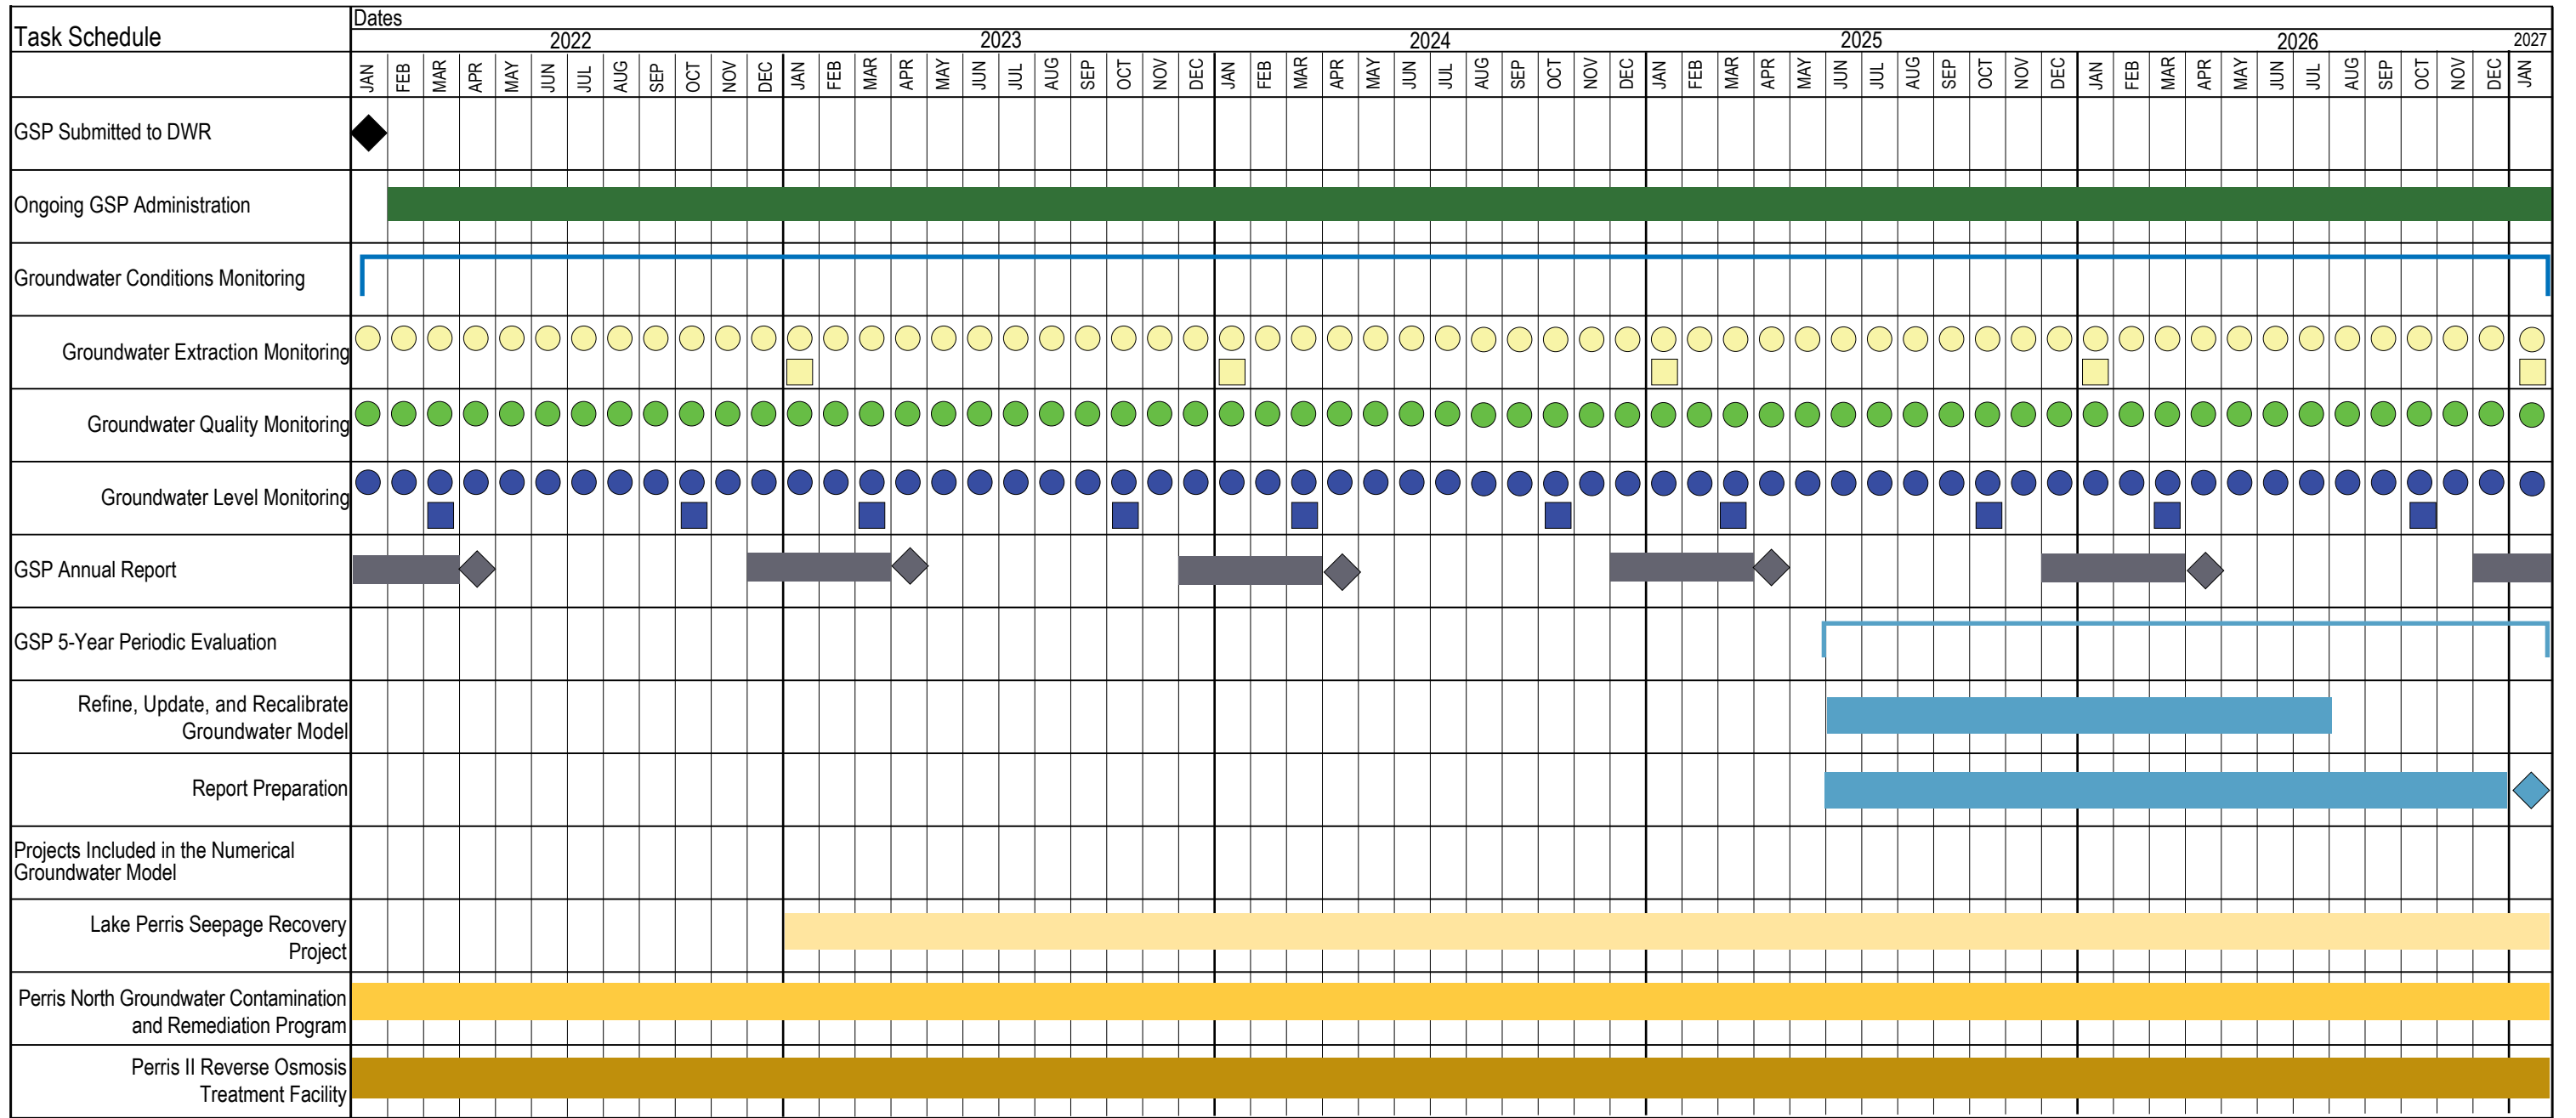 Dates
Task Schedule
2022 2023 2024 2025 2026 2027
JAN FEB MAR APR MAY JUN JUL AUG SEP OCT NOV DEC JAN FEB MAR APR MAY JUN JUL AUG SEP OCT NOV DEC JAN FEB MAR APR MAY JUN JUL AUG SEP OCT NOV DEC JAN FEB MAR APR MAY JUN JUL AUG SEP OCT NOV DEC JAN FEB MAR APR MAY JUN JUL AUG SEP OCT NOV DEC JAN
GSP Submitted to DWR
Ongoing GSP Administration
Groundwater Conditions Monitoring
Groundwater Extraction Monitoring
Groundwater Quality Monitoring
Groundwater Level Monitoring
GSP Annual Report
GSP 5-Year Periodic Evaluation
Refine, Update, and Recalibrate
Groundwater Model
Report Preparation
Projects Included in the Numerical
Groundwater Model
Lake Perris Seepage Recovery
Project
Perris North Groundwater Contamination
and Remediation Program
Perris II Reverse Osmosis
Treatment Facility